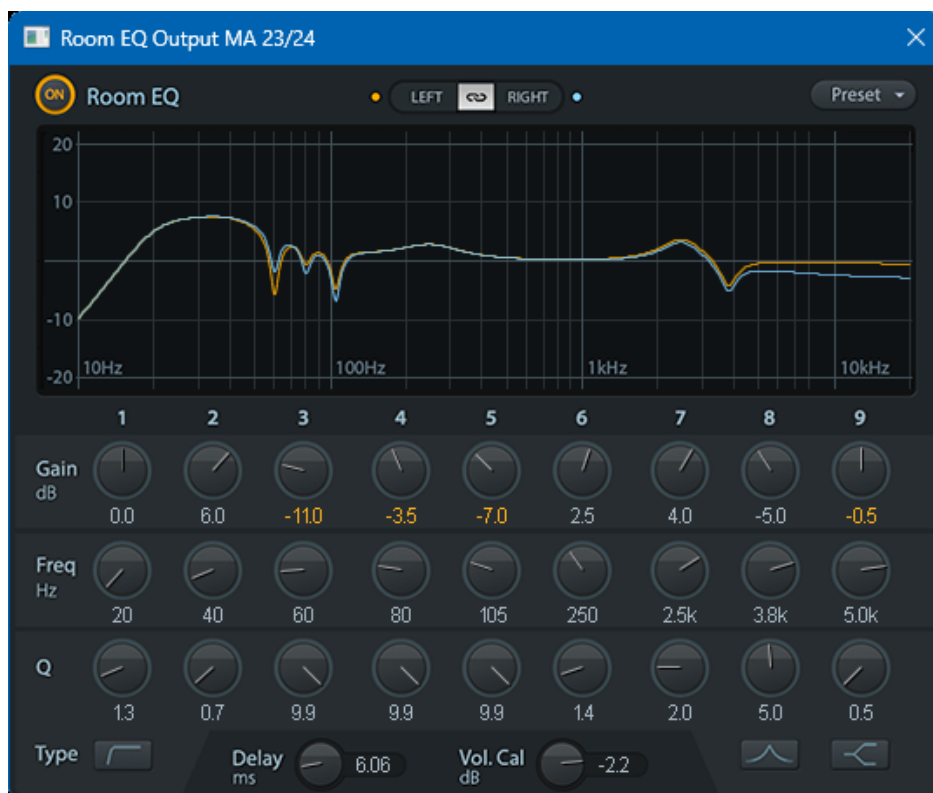 Room EQ Output MA 23/24
ON Room EQ LEFT RIGHT Preset
20
10
-10
-20 10Hz 100Hz 1kHz 10kHz
1 2 3 4 5 6 7 8 9
Gain
dB
0.0 6.0 -11.0 -3.5 -7.0 2.5 4.0 -5.0 -0.5
Freq
Hz
20 40 60 80 105 250 2.5k 3.8k 5.0k
Q
1.3 0.7 9.9 9.9 9.9 1.4 2.0 5.0 0.5
Type Delay 6.06 Vol. Cal -2.2
ms dB